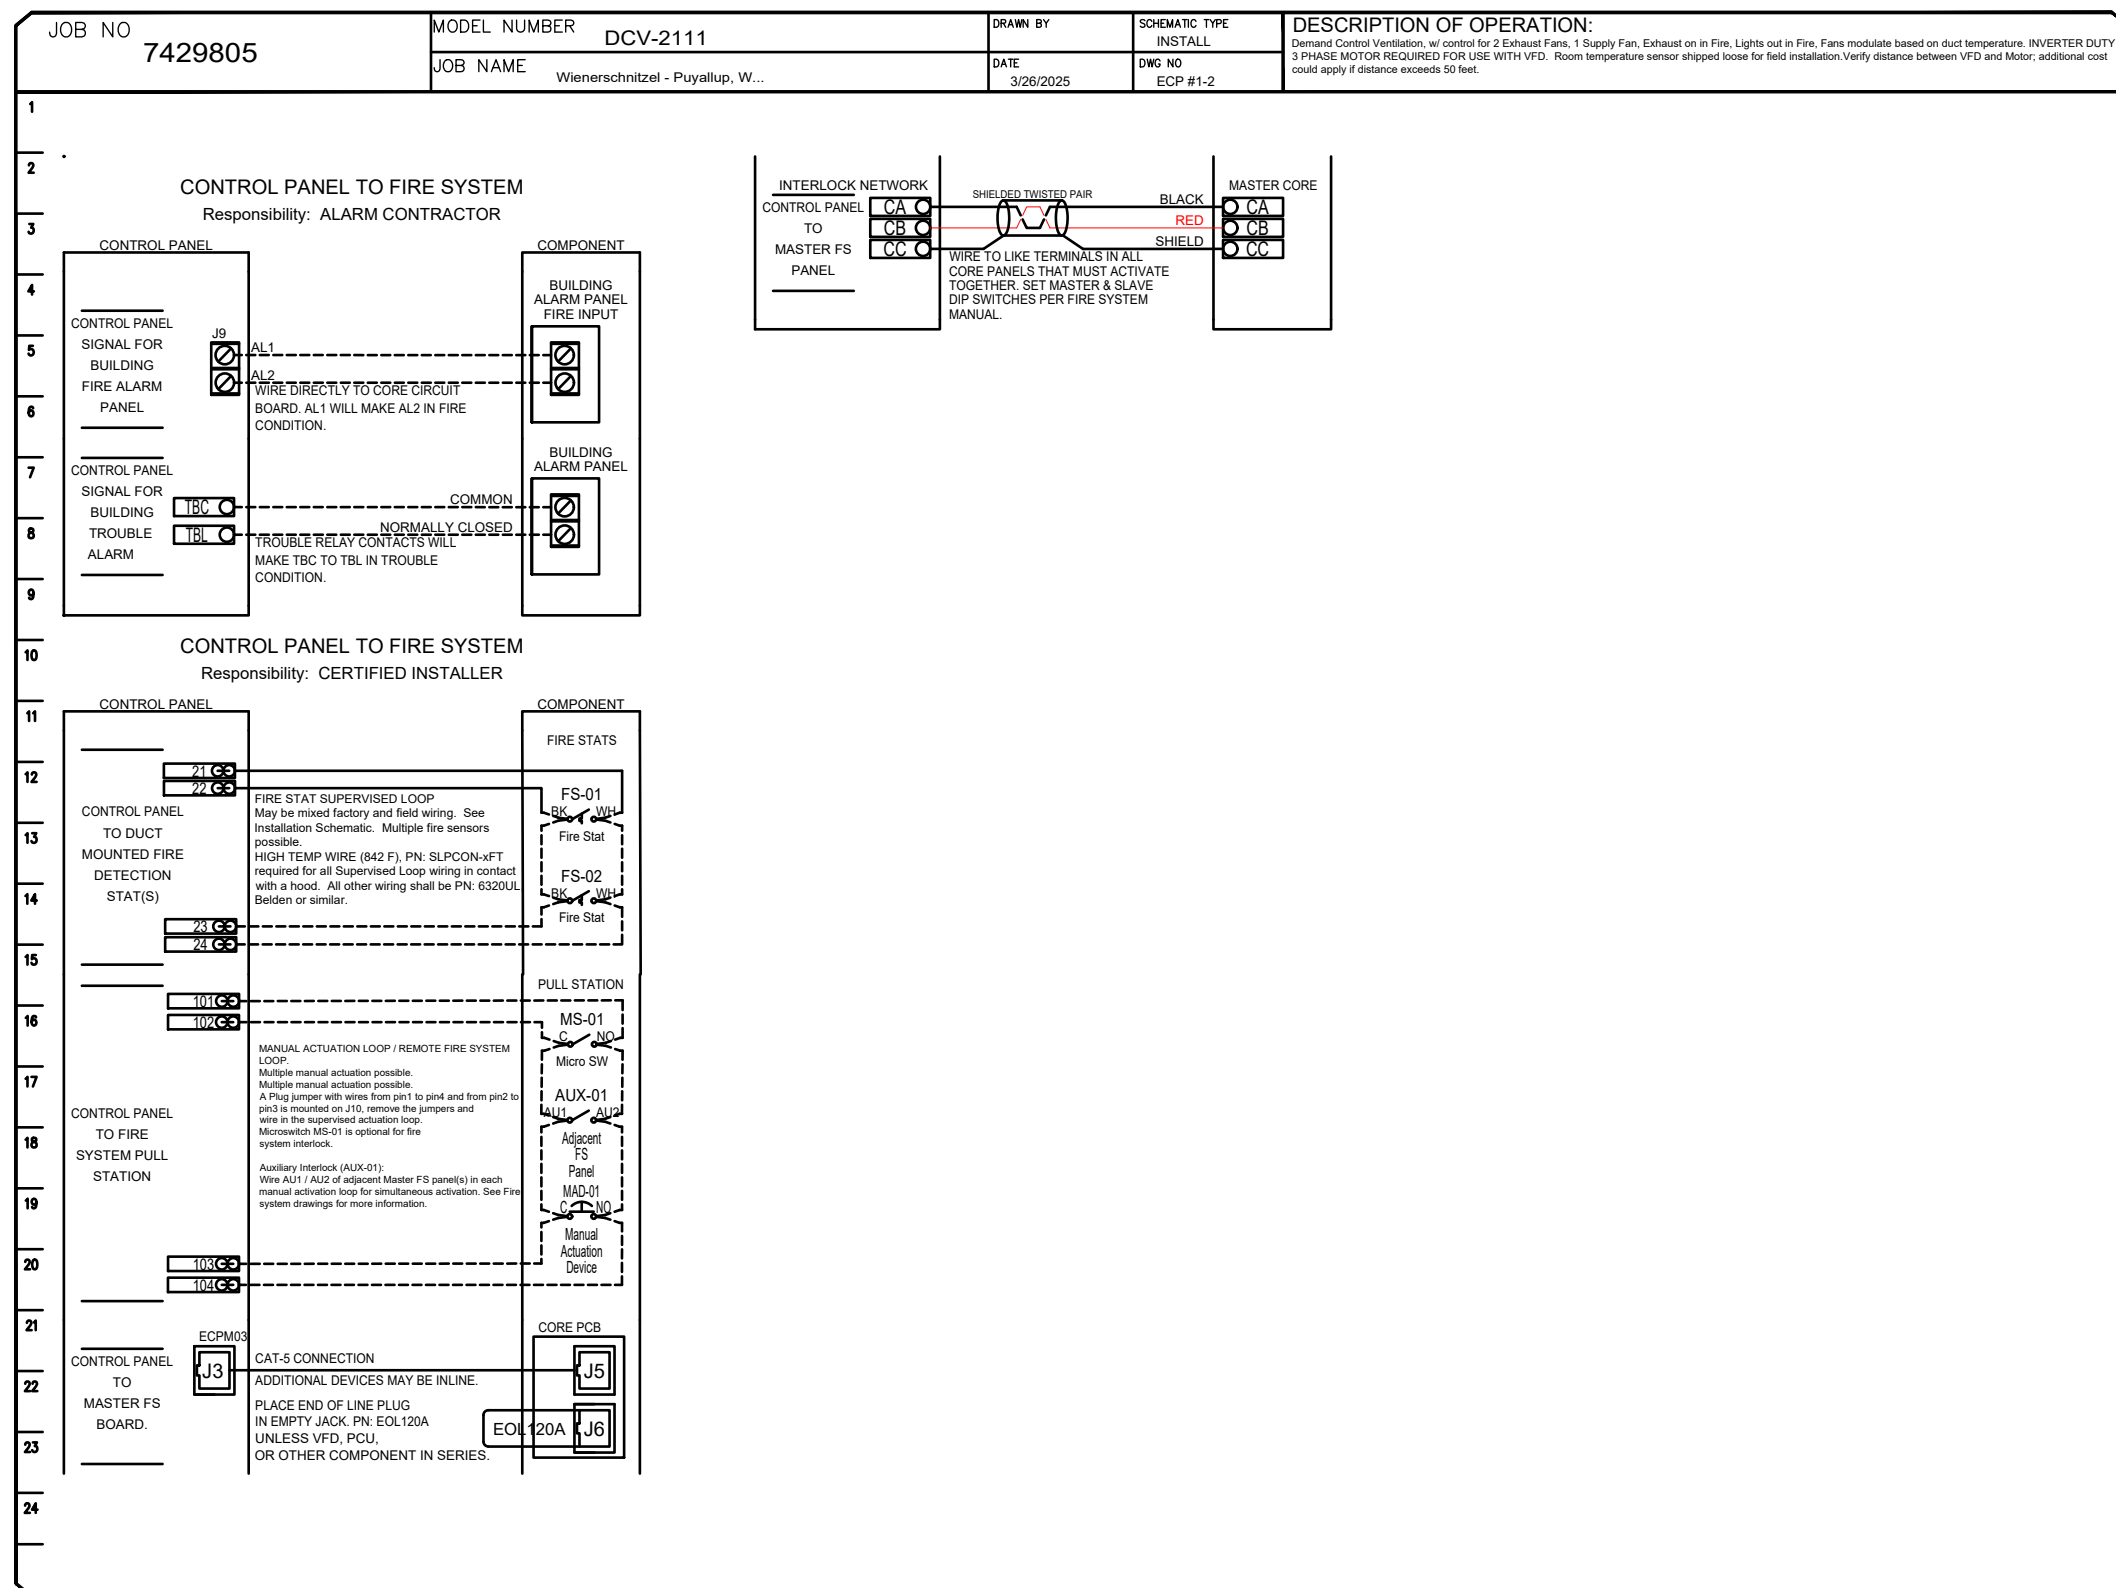 JOB NO
7429805
MODEL NUMBER
DCV-2111
JOB NAME
Wienerschnitzel - Puyallup, W...
DRAWN BY
DATE
3/26/2025
SCHEMATIC TYPE
INSTALL
DWG NO
ECP #1-2
DESCRIPTION OF OPERATION:
Demand Control Ventilation, w/ control for 2 Exhaust Fans, 1 Supply Fan, Exhaust on in Fire, Lights out in Fire, Fans modulate based on duct temperature. INVERTER DUTY
3 PHASE MOTOR REQUIRED FOR USE WITH VFD. Room temperature sensor shipped loose for field installation.Verify distance between VFD and Motor; additional cost
could apply if distance exceeds 50 feet.
1
2
3
4
5
6
7
8
9
10
11
12
13
14
15
16
17
18
19
20
21
22
23
24
CONTROL PANEL TO FIRE SYSTEM
Responsibility: ALARM CONTRACTOR
CONTROL PANEL
COMPONENT
CONTROL PANEL
SIGNAL FOR
BUILDING
FIRE ALARM
PANEL
J9
AL1
AL2
WIRE DIRECTLY TO CORE CIRCUIT
BOARD. AL1 WILL MAKE AL2 IN FIRE
CONDITION.
BUILDING
ALARM PANEL
FIRE INPUT
CONTROL PANEL
SIGNAL FOR
BUILDING
TROUBLE
ALARM
TBC
TBL
COMMON
NORMALLY CLOSED
TROUBLE RELAY CONTACTS WILL
MAKE TBC TO TBL IN TROUBLE
CONDITION.
BUILDING
ALARM PANEL
INTERLOCK NETWORK
CONTROL PANEL
TO
MASTER FS
PANEL
CA
CB
CC
SHIELDED TWISTED PAIR
BLACK
RED
SHIELD
WIRE TO LIKE TERMINALS IN ALL
CORE PANELS THAT MUST ACTIVATE
TOGETHER. SET MASTER & SLAVE
DIP SWITCHES PER FIRE SYSTEM
MANUAL.
MASTER CORE
CA
CB
CC
CONTROL PANEL TO FIRE SYSTEM
Responsibility: CERTIFIED INSTALLER
CONTROL PANEL
COMPONENT
CONTROL PANEL
TO DUCT
MOUNTED FIRE
DETECTION
STAT(S)
21
22
23
24
FIRE STAT SUPERVISED LOOP
May be mixed factory and field wiring. See
Installation Schematic. Multiple fire sensors
possible.
HIGH TEMP WIRE (842 F), PN: SLPCON-xFT
required for all Supervised Loop wiring in contact
with a hood. All other wiring shall be PN: 6320UL
Belden or similar.
FIRE STATS
FS-01
BK WH
Fire Stat
FS-02
BK WH
Fire Stat
CONTROL PANEL
TO FIRE
SYSTEM PULL
STATION
101
102
103
104
MANUAL ACTUATION LOOP / REMOTE FIRE SYSTEM
LOOP.
Multiple manual actuation possible.
Multiple manual actuation possible.
A Plug jumper with wires from pin1 to pin4 and from pin2 to
pin3 is mounted on J10, remove the jumpers and
wire in the supervised actuation loop.
Microswitch MS-01 is optional for fire
system interlock.
Auxiliary Interlock (AUX-01):
Wire AU1 / AU2 of adjacent Master FS panel(s) in each
manual activation loop for simultaneous activation. See Fire
system drawings for more information.
PULL STATION
MS-01
C NO
Micro SW
AUX-01
AU1 AU2
Adjacent
FS
Panel
MAD-01
C NO
Manual
Actuation
Device
CONTROL PANEL
TO
MASTER FS
BOARD.
ECPM03
J3
CAT-5 CONNECTION
ADDITIONAL DEVICES MAY BE INLINE.
PLACE END OF LINE PLUG
IN EMPTY JACK. PN: EOL120A
UNLESS VFD, PCU,
OR OTHER COMPONENT IN SERIES.
CORE PCB
J5
EOL120A
J6